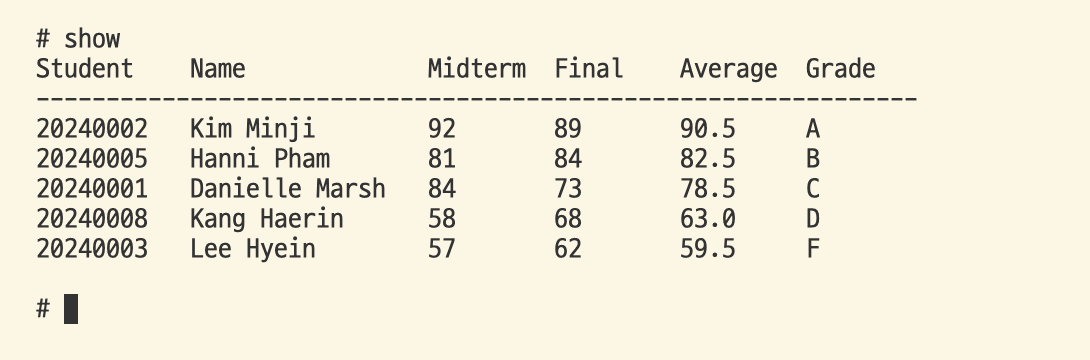 # show
Student    Name             Midterm  Final    Average  Grade
---------------------------------------------------------------
20240002   Kim Minji        92       89       90.5     A
20240005   Hanni Pham       81       84       82.5     B
20240001   Danielle Marsh   84       73       78.5     C
20240008   Kang Haerin      58       68       63.0     D
20240003   Lee Hyein        57       62       59.5     F
#